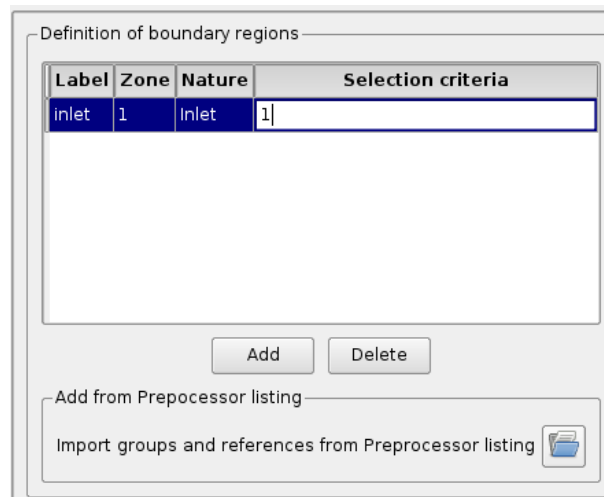 Definition of boundary regions
Label Zone Nature Selection criteria
inlet 1 Inlet 1
Add Delete
Add from Prepocessor listing
Import groups and references from Preprocessor listing